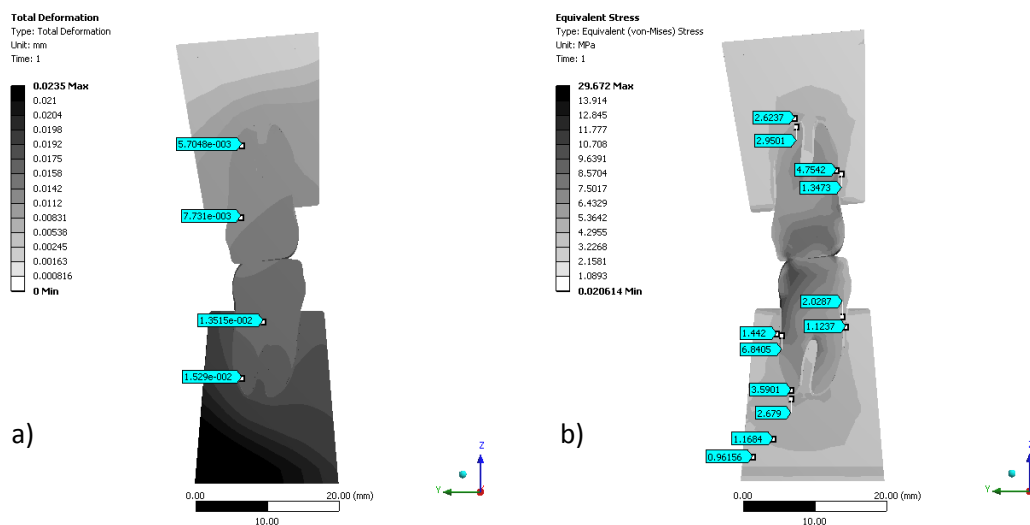 Total Deformation
Type: Total Deformation
Unit: mm
Time: 1
0.0235 Max
0.021
0.0204
0.0198
0.0192
0.0175
0.0158
0.0142
0.0112
0.00831
0.00538
0.00245
0.00163
0.000816
0 Min
5.7048e-003
7.731e-003
1.3515e-002
1.529e-002
a)
Z
Y
0.00
20.00 (mm)
10.00
Equivalent Stress
Type: Equivalent (von-Mises) Stress
Unit: MPa
Time: 1
29.672 Max
13.914
12.845
11.777
10.708
9.6391
8.5704
7.5017
6.4329
5.3642
4.2955
3.2268
2.1581
1.0893
0.020614 Min
2.6237
2.9501
4.7542
1.3473
2.0287
1.1237
1.442
6.8405
3.5901
2.679
1.1684
0.96156
b)
Z
Y
0.00
20.00 (mm)
10.00